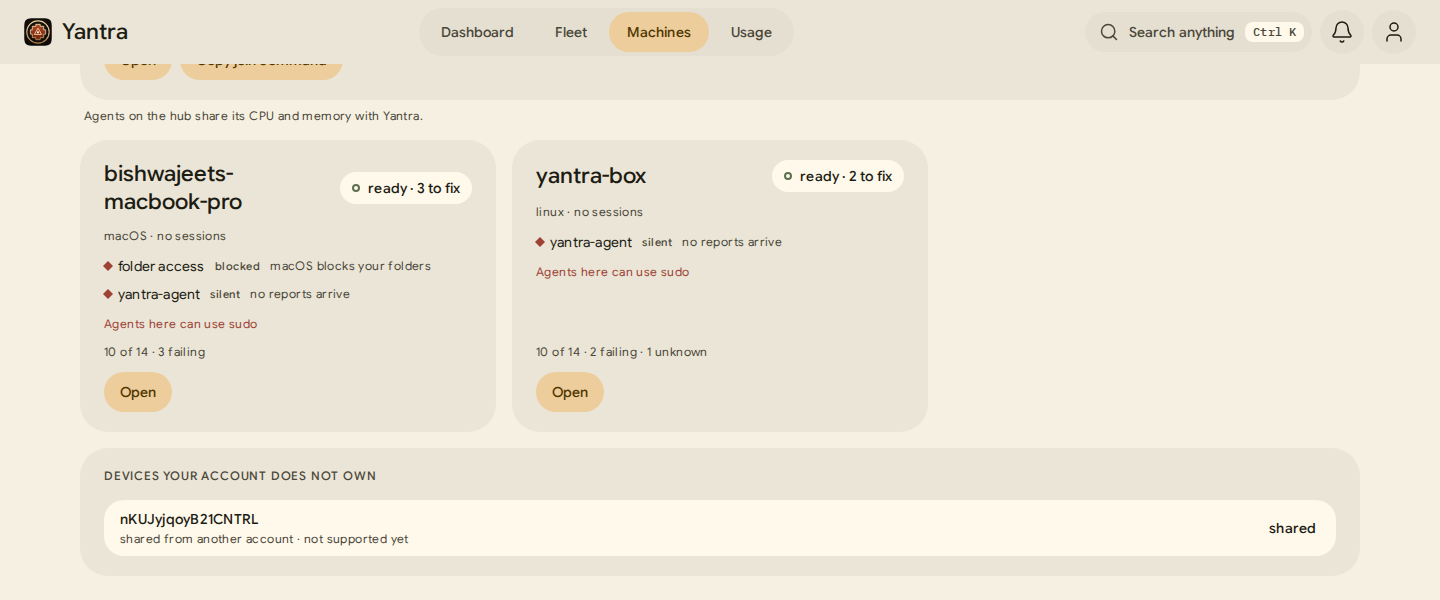 Yantra
Dashboard
Fleet
Machines
Usage
Search anything
Ctrl K
Open
Copy join command
Agents on the hub share its CPU and memory with Yantra.
bishwajeets-
macbook-pro
ready · 3 to fix
macOS · no sessions
folder access blocked macOS blocks your folders
yantra-agent silent no reports arrive
Agents here can use sudo
10 of 14 · 3 failing
Open
yantra-box
ready · 2 to fix
linux · no sessions
yantra-agent silent no reports arrive
Agents here can use sudo
10 of 14 · 2 failing · 1 unknown
Open
DEVICES YOUR ACCOUNT DOES NOT OWN
nKUJyjqoyB21CNTRL
shared from another account · not supported yet
shared